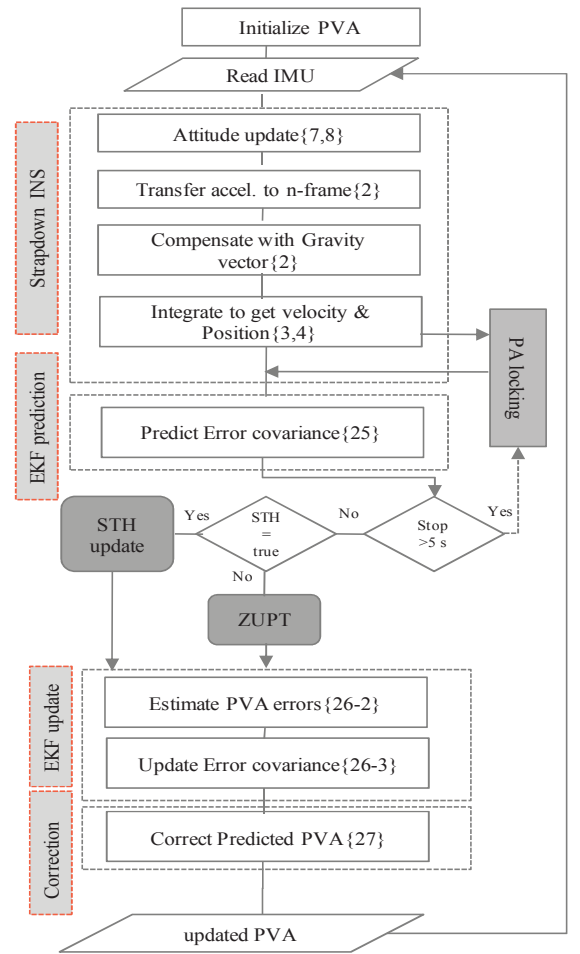 Initialize PVA
Read IMU
Strapdown INS
Attitude update{7,8}
Transfer accel. to n-frame{2}
Compensate with Gravity
vector{2}
Integrate to get velocity &
Position{3,4}
PA locking
EKF prediction
Predict Error covariance{25}
STH
update
Yes
STH
=
true
No
Stop
>5 s
Yes
No
ZUPT
EKF update
Estimate PVA errors{26-2}
Update Error covariance{26-3}
Correction
Correct Predicted PVA{27}
updated PVA